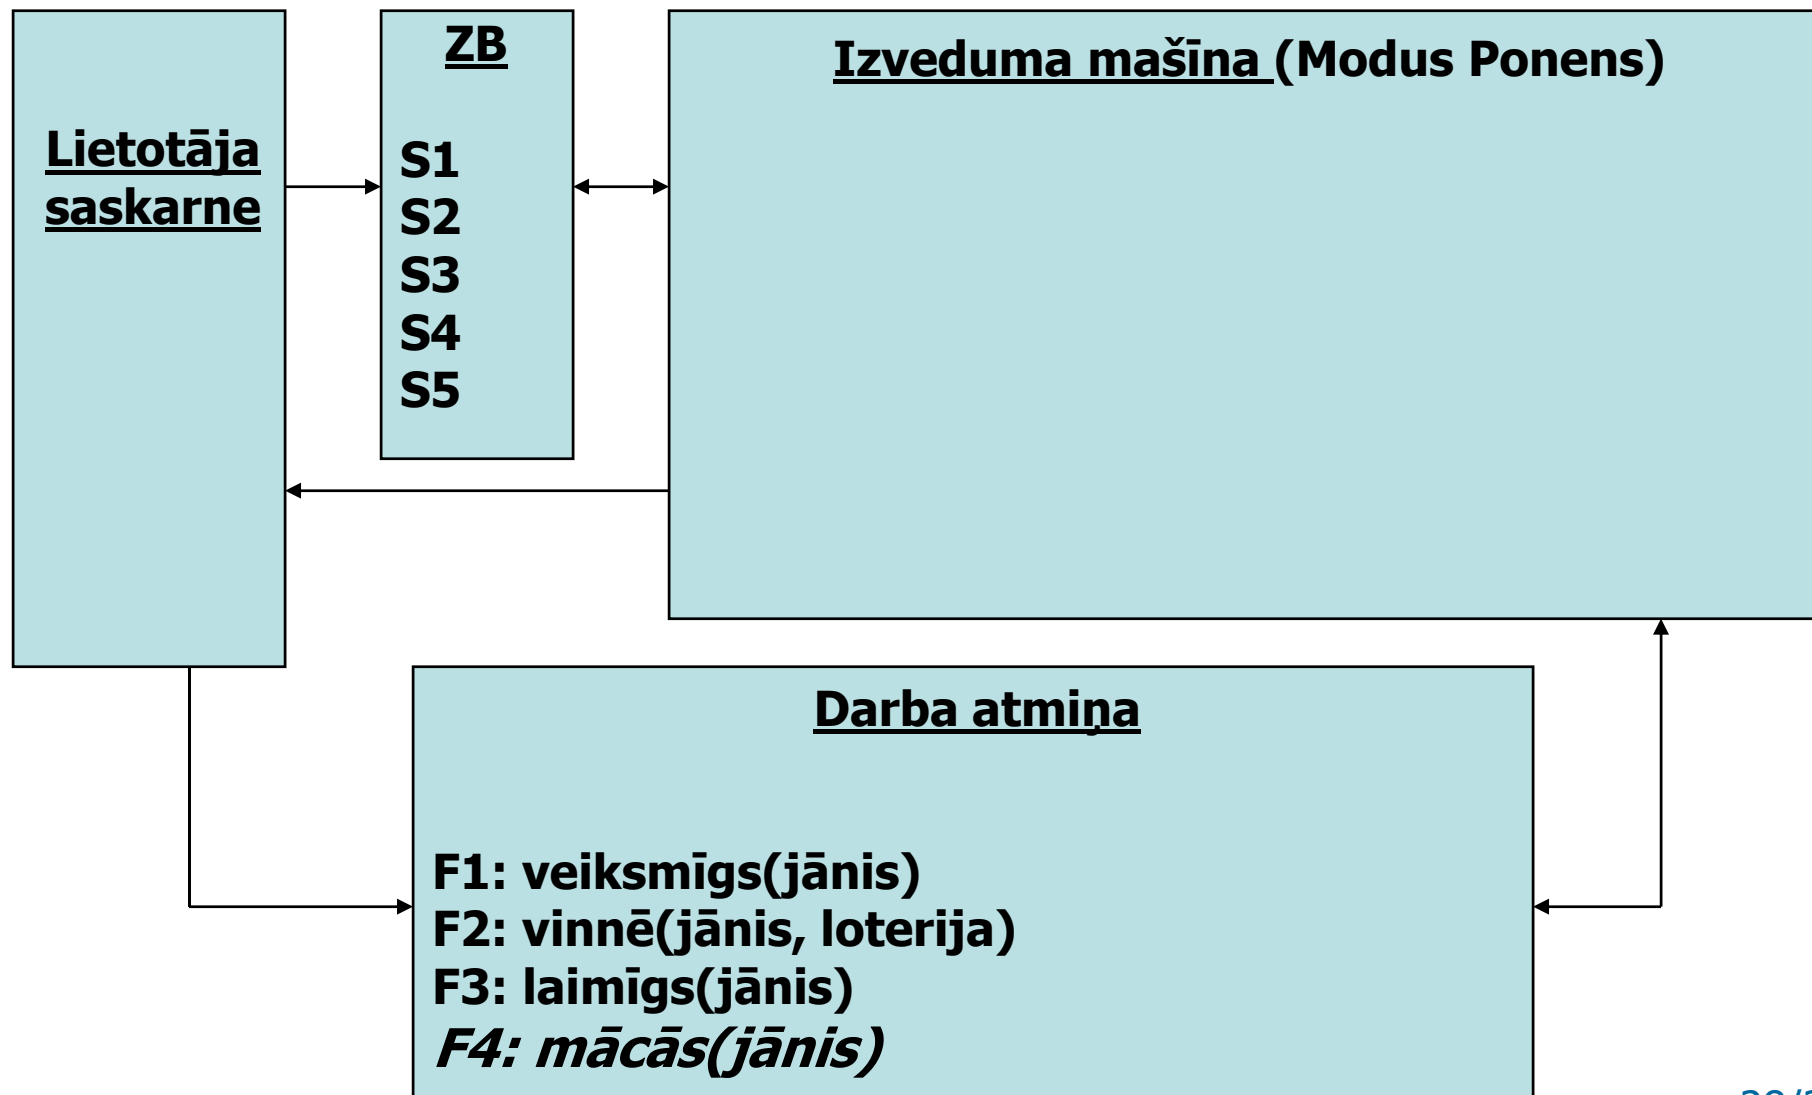 Lietotāja
saskarne
ZB
S1
S2
S3
S4
S5
Izveduma mašīna (Modus Ponens)
Darba atmiņa
F1: veiksmīgs(jānis)
F2: vinnē(jānis, loterija)
F3: laimīgs(jānis)
F4: mācās(jānis)